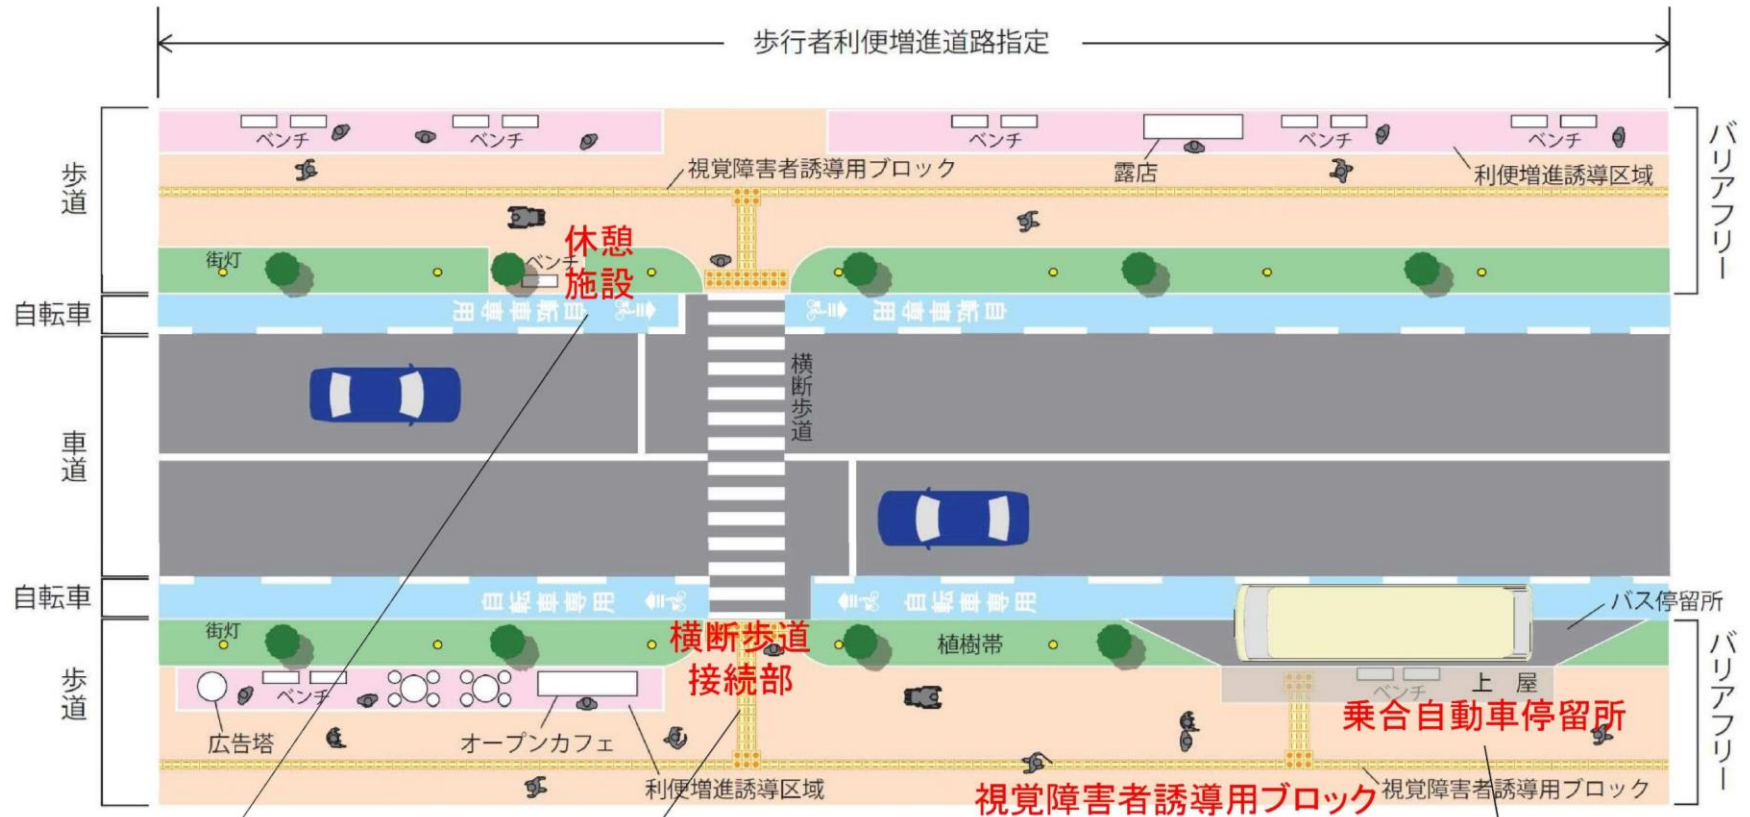 歩行者利便増進道路指定
歩道
バリアフリー
ベンチ
ベンチ
ベンチ
露店
ベンチ
ベンチ
視覚障害者誘導用ブロック
利便増進誘導区域
街灯
ベンチ
休憩
施設
自転車
自転車専用
自転車専用
車道
横断歩道
自転車
自転車専用
自転車専用
バス停留所
歩道
バリアフリー
街灯
横断歩道
接続部
植樹帯
ベンチ
ベンチ
上屋
乗合自動車停留所
広告塔
オープンカフェ
利便増進誘導区域
視覚障害者誘導用ブロック
視覚障害者誘導用ブロック